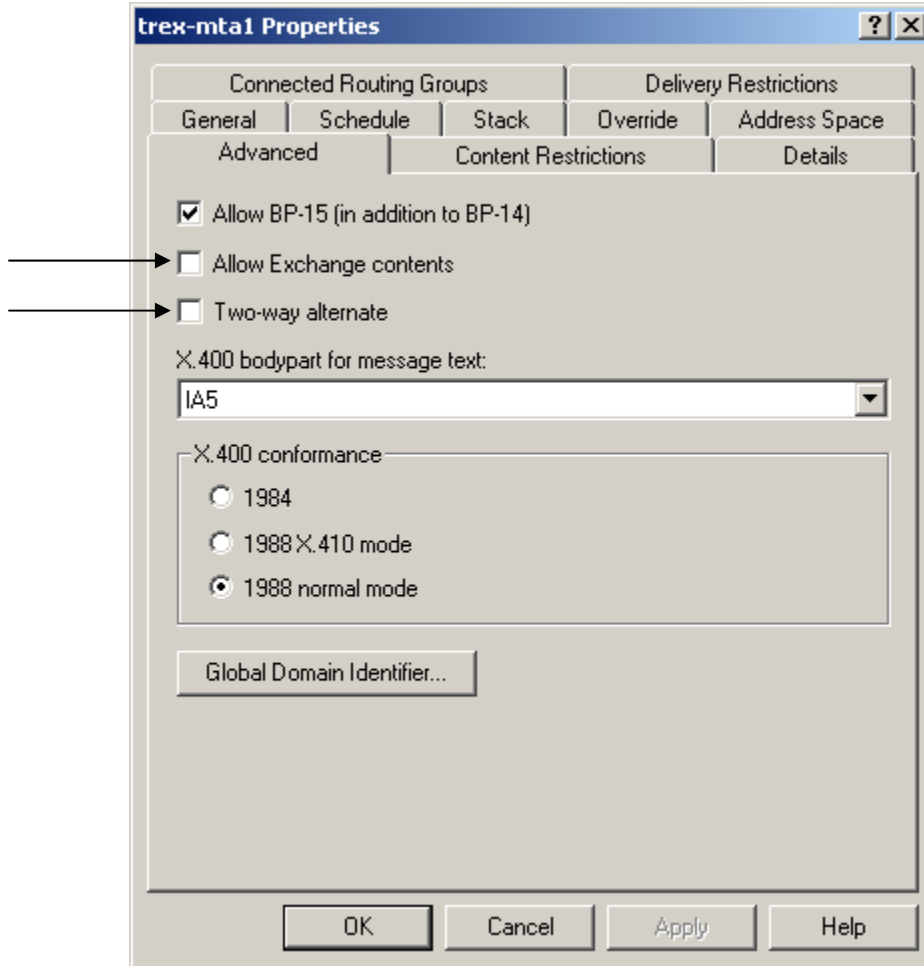 trex-mta1 Properties
Connected Routing Groups Delivery Restrictions
General Schedule Stack Override Address Space
Advanced Content Restrictions Details
Allow BP-15 (in addition to BP-14)
Allow Exchange contents
Two-way alternate
X.400 bodypart for message text:
IA5
X.400 conformance
1984
1988 X.410 mode
1988 normal mode
Global Domain Identifier...
OK Cancel Apply Help